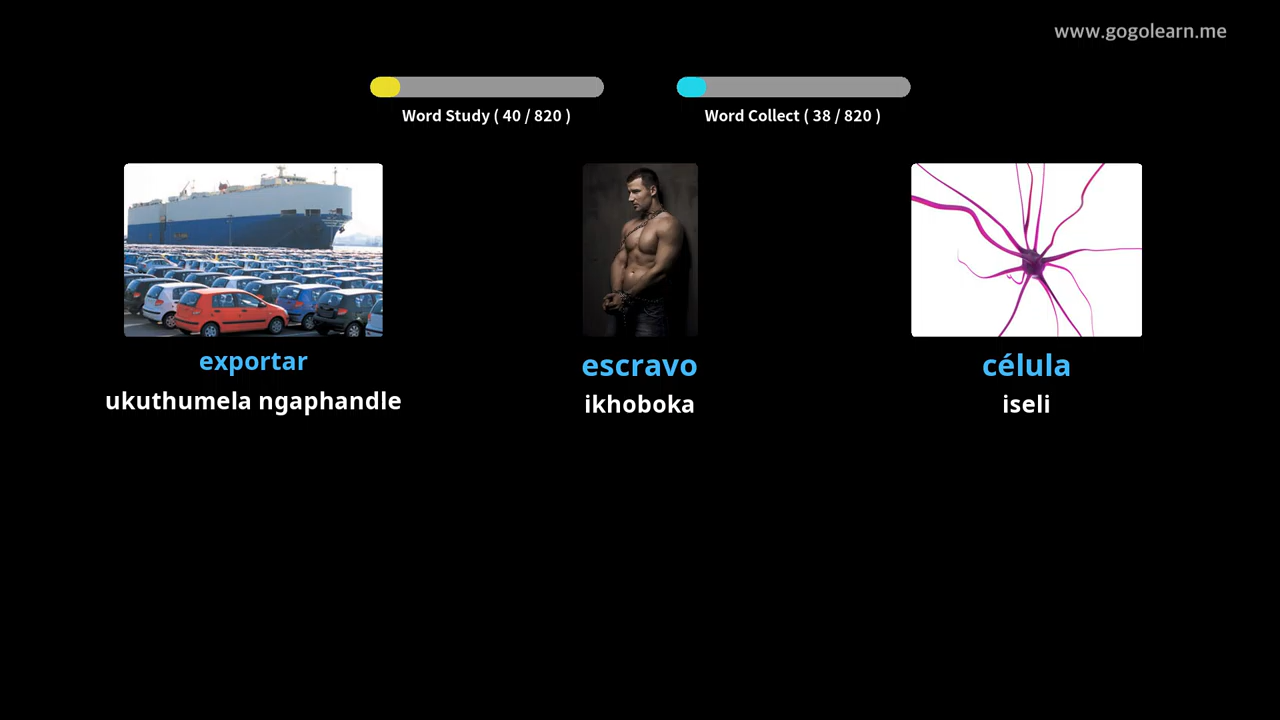 www.gogolearn.me
Word Study ( 40 / 820 )
Word Collect ( 38 / 820 )
exportar
ukuthumela ngaphandle
escravo
ikhoboka
célula
iseli